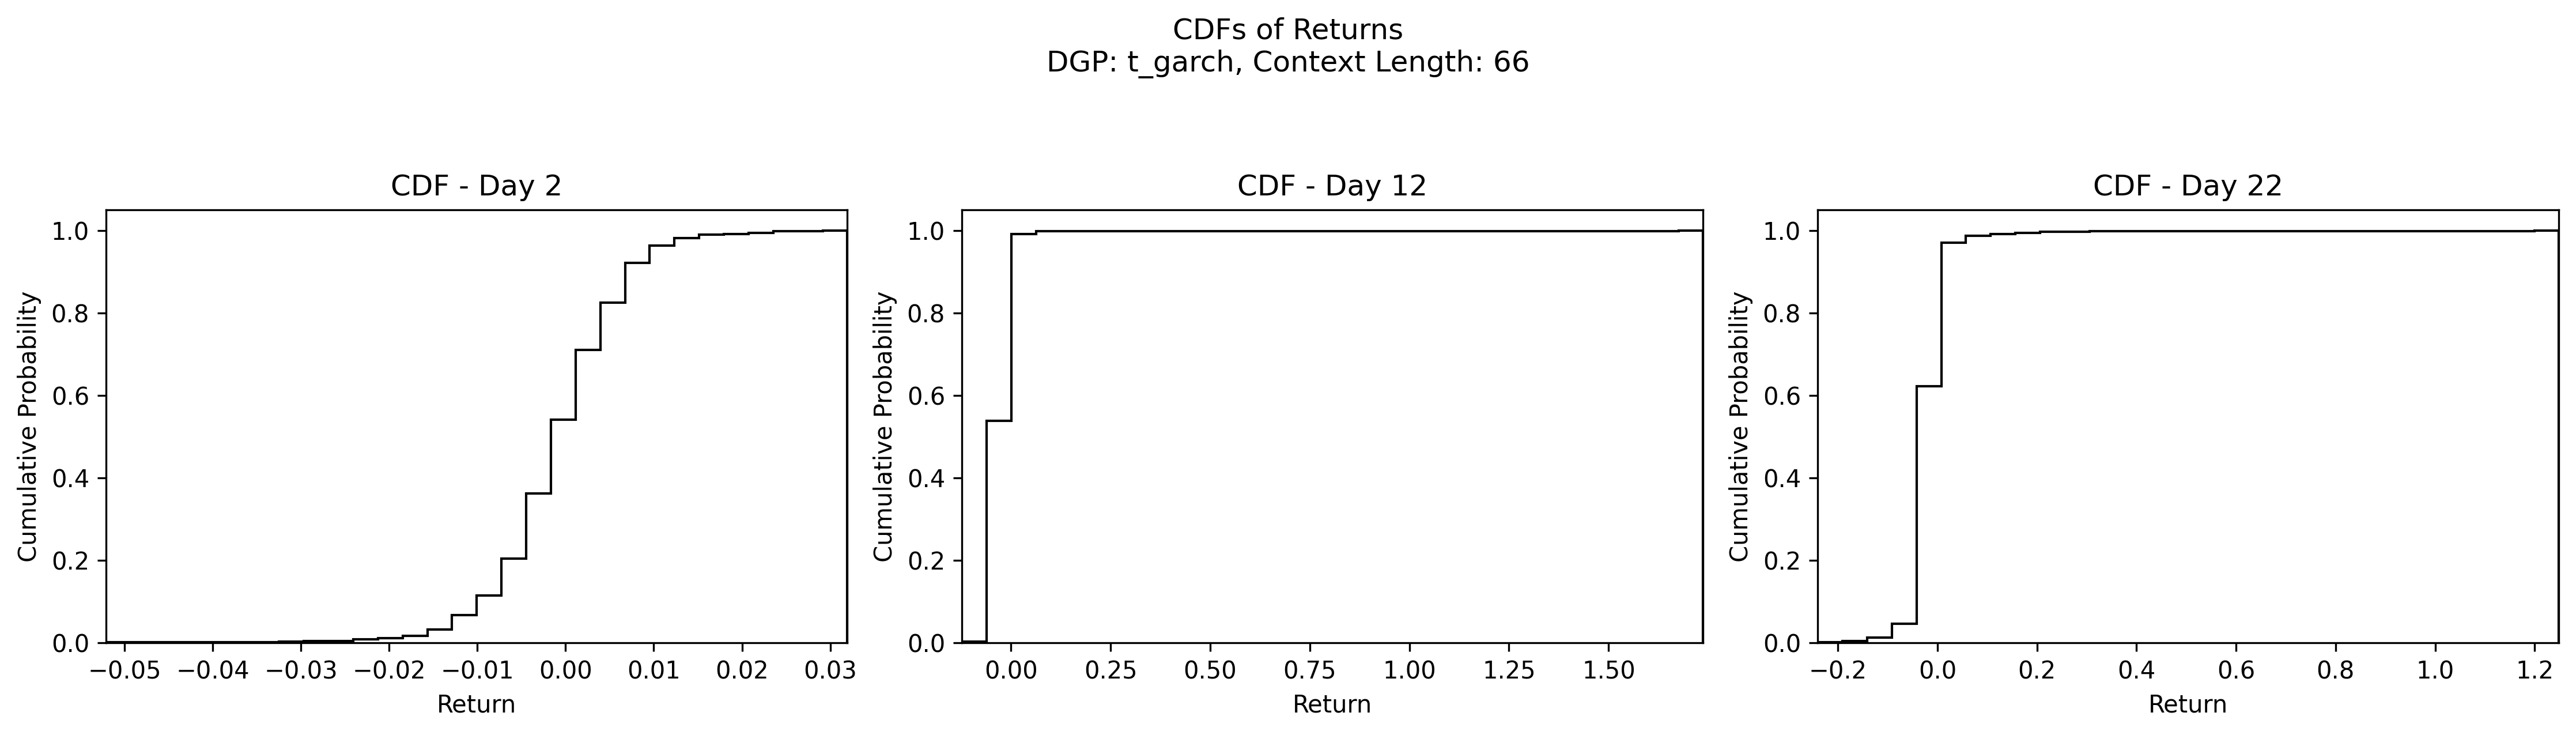 CDFs of Returns
DGP: t_garch, Context Length: 66
CDF - Day 2
Cumulative Probability
1.0
0.8
0.6
0.4
0.2
0.0
−0.05 −0.04 −0.03 −0.02 −0.01 0.00 0.01 0.02 0.03
Return
CDF - Day 12
Cumulative Probability
1.0
0.8
0.6
0.4
0.2
0.0
0.00 0.25 0.50 0.75 1.00 1.25 1.50
Return
CDF - Day 22
Cumulative Probability
1.0
0.8
0.6
0.4
0.2
0.0
−0.2 0.0 0.2 0.4 0.6 0.8 1.0 1.2
Return